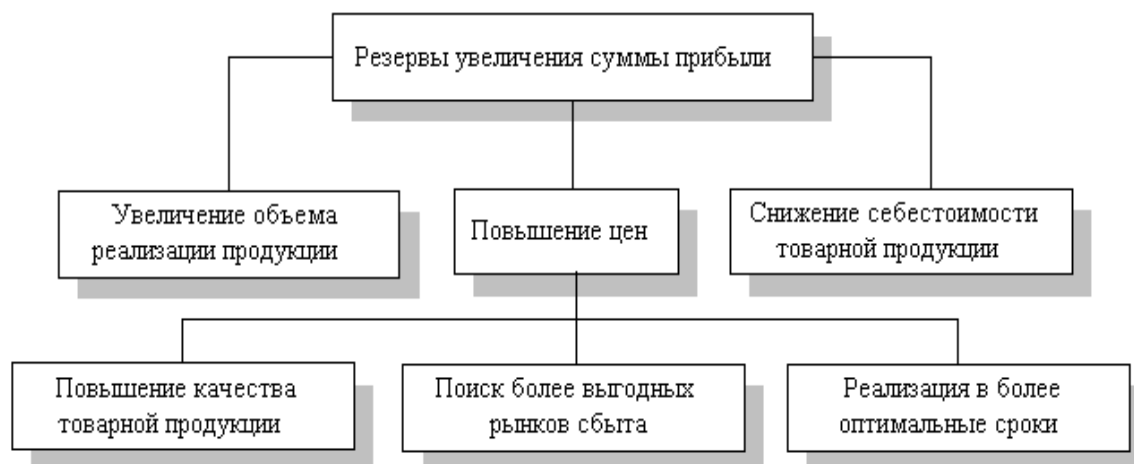 Резервы увеличения суммы прибыли
Увеличение объема
реализации продукции
Повышение цен
Снижение себестоимости
товарной продукции
Повышение качества
товарной продукции
Поиск более выгодных
рынков сбыта
Реализация в более
оптимальные сроки